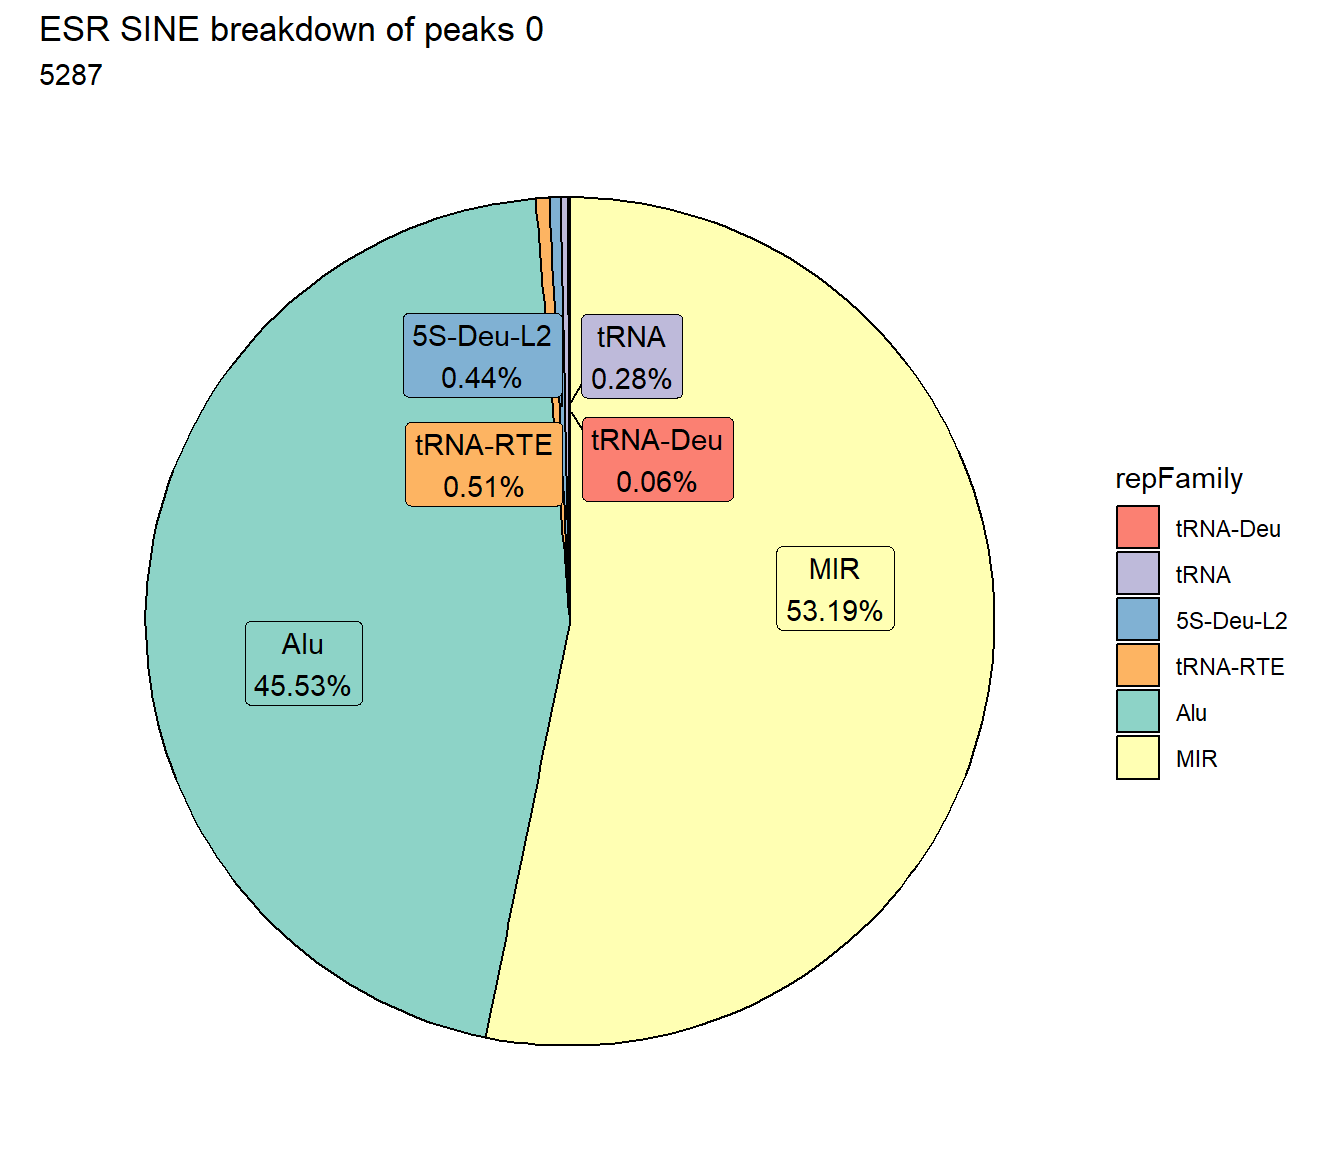 ESR SINE breakdown of peaks 0
5287
5S-Deu-L2
0.44%
tRNA
0.28%
tRNA-RTE
0.51%
tRNA-Deu
0.06%
MIR
53.19%
Alu
45.53%
repFamily
tRNA-Deu
tRNA
5S-Deu-L2
tRNA-RTE
Alu
MIR